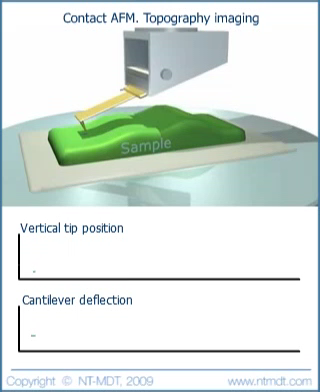 Contact AFM. Topography imaging
Sample
Vertical tip position
Cantilever deflection
Copyright © NT-MDT, 2009 www.ntmdt.com